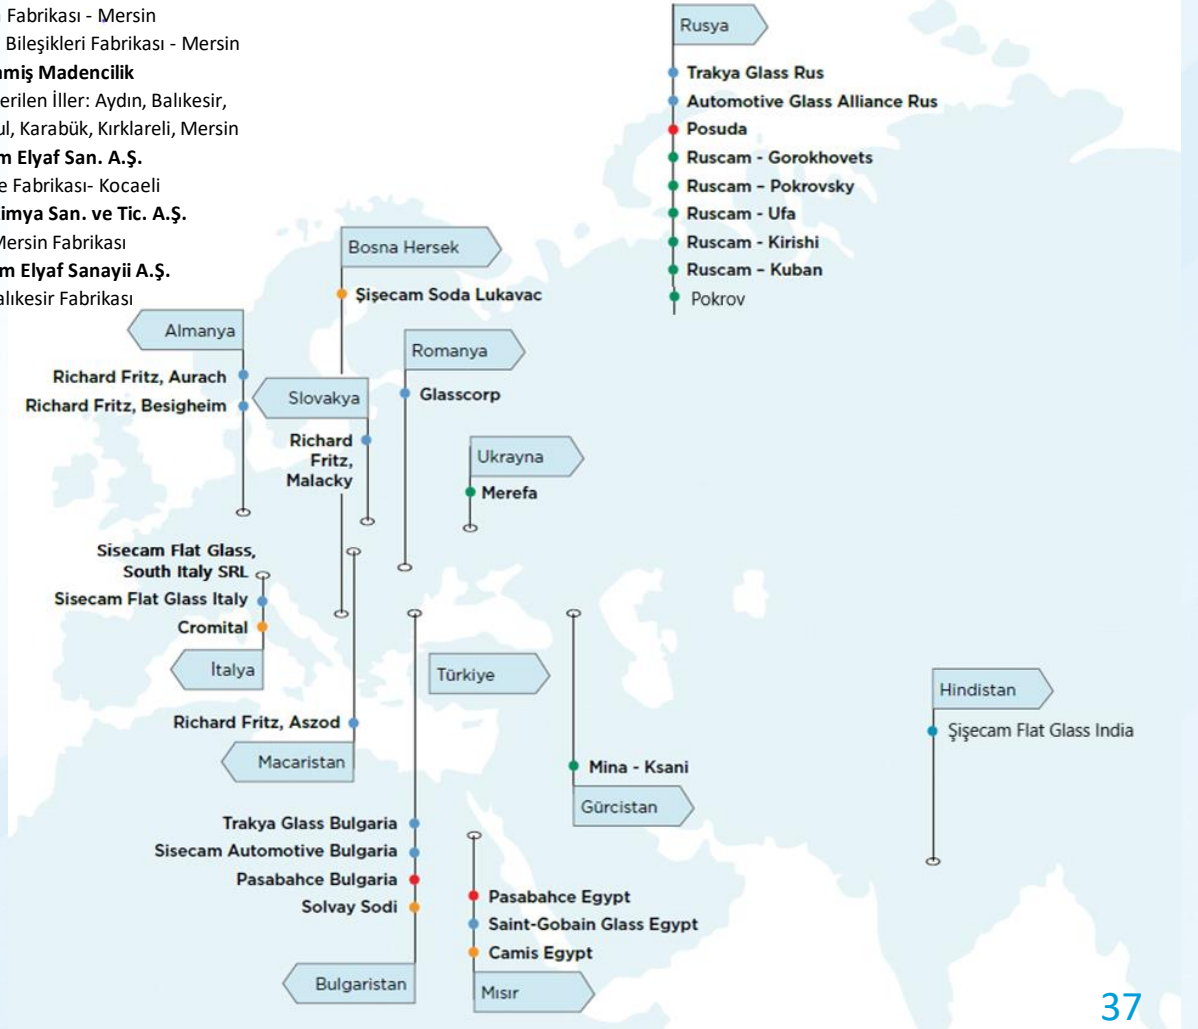 Fabrikası - Mersin
Bileşikleri Fabrikası - Mersin
Madencilik
İller: Aydın, Balıkesir,
Karabük, Kırklareli, Mersin
Elyaf San. A.Ş.
Fabrikası- Kocaeli
San. ve Tic. A.Ş.
Mersin Fabrikası
Elyaf Sanayii A.Ş.
Fabrikası
Rusya
Trakya Glass Rus
Automotive Glass Alliance Rus
Posuda
Ruscam - Gorokhovets
Ruscam – Pokrovsky
Ruscam - Ufa
Ruscam - Kirishi
Ruscam – Kuban
Pokrov
Bosna Hersek
Şişecam Soda Lukavac
Almanya
Richard Fritz, Aurach
Richard Fritz, Besigheim
Slovakya
Richard
Fritz,
Malacky
Romanya
Glasscorp
Ukrayna
Merefa
Sisecam Flat Glass,
South Italy SRL
Sisecam Flat Glass Italy
Cromital
İtalya
Türkiye
Richard Fritz, Aszod
Macaristan
Mina - Ksani
Gürcistan
Hindistan
Şişecam Flat Glass India
Trakya Glass Bulgaria
Sisecam Automotive Bulgaria
Pasabahce Bulgaria
Solvay Sodi
Bulgaristan
Pasabahce Egypt
Saint-Gobain Glass Egypt
Camis Egypt
Mısır
37